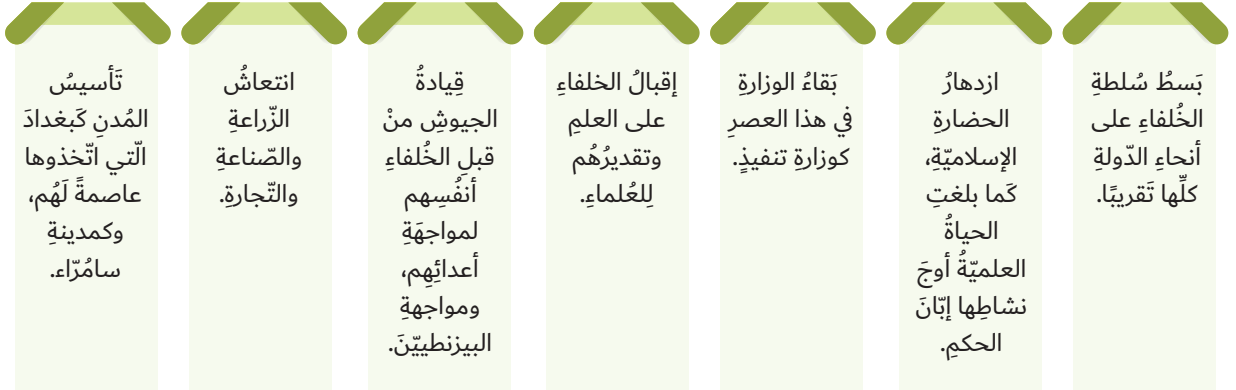 بَسطُ سُلطةِ
الخُلفاءِ على
أنحاءِ الدّولةِ
كلِّها تَقريبًا.
ازدهارُ
الحضارةِ
الإسلاميّةِ،
كَما بلغتِ
الحياةُ
العلميّةُ أوجَ
نشاطِها إبّانَ
الحكمِ.
بَقاءُ الوزارةِ
في هذا العصرِ
كوزارةِ تنفيذٍ.
إقبالُ الخلفاءِ
على العلمِ
وتقديرُهُم
لِلعُلماءِ.
قِيادةُ
الجيوشِ منْ
قبلِ الخُلفاءِ
أنفُسِهم
لمواجهَةِ
أعدائِهِم،
ومواجهةِ
البيزنطييّنَ.
انتعاشُ
الزّراعةِ
والصّناعةِ
والتّجارةِ.
تَأسيسُ
المُدنِ كَبغدادَ
الّتي اتّخذوها
عاصمةً لَهُم،
وكمدينةِ
سامُرّاء.